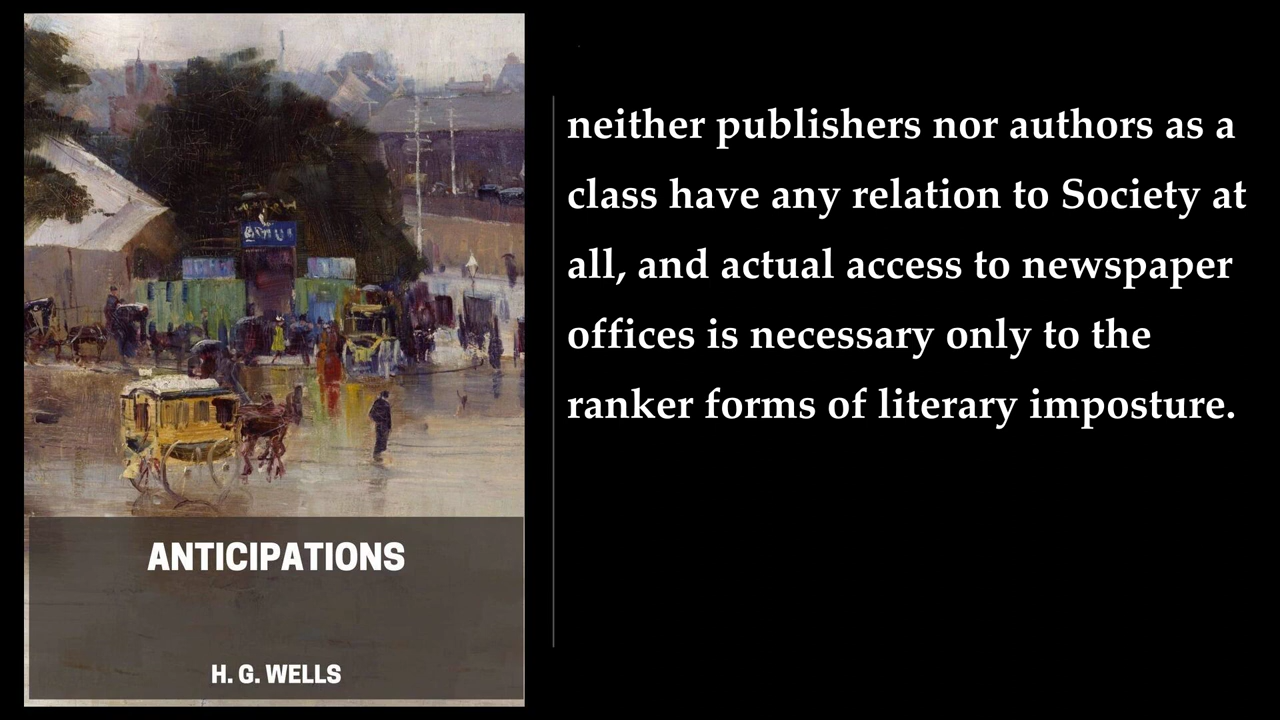 ANTICIPATIONS
H. G. WELLS
neither publishers nor authors as a
class have any relation to Society at
all, and actual access to newspaper
offices is necessary only to the
ranker forms of literary imposture.